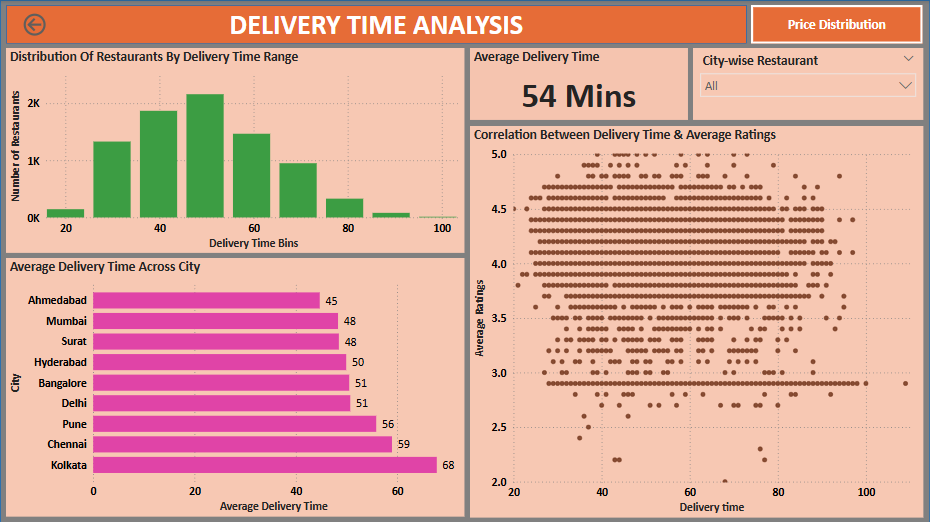 DELIVERY TIME ANALYSIS
Price Distribution
Distribution Of Restaurants By Delivery Time Range
Number of Restaurants
2K
1K
0K
20 40 60 80 100
Delivery Time Bins
Average Delivery Time
54 Mins
City-wise Restaurant
All
Average Delivery Time Across City
City
Ahmedabad 45
Mumbai 48
Surat 48
Hyderabad 50
Bangalore 51
Delhi 51
Pune 56
Chennai 59
Kolkata 68
0 20 40 60
Average Delivery Time
Correlation Between Delivery Time & Average Ratings
Average Ratings
5.0
4.5
4.0
3.5
3.0
2.5
2.0
20 40 60 80 100
Delivery time